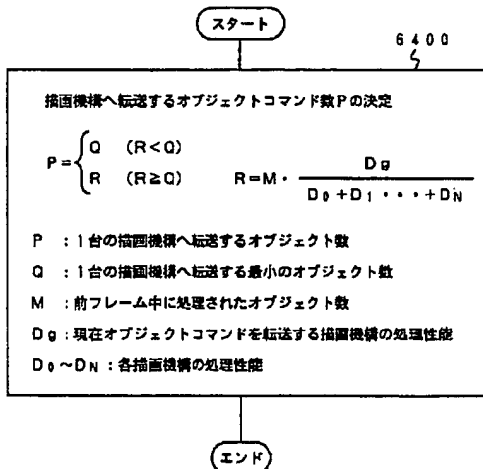 スタート
6400
描画機構へ転送するオブジェクトコマンド数Pの決定
P={Q (R<Q)
R (R≧Q)
R=M・Dg/(D0+D1・・・+DN)
P :1台の描画機構へ転送するオブジェクト数
Q :1台の描画機構へ転送する最小のオブジェクト数
M :前フレーム中に処理されたオブジェクト数
Dg:現在オブジェクトコマンドを転送する描画機構の処理性能
D0~DN:各描画機構の処理性能
エンド